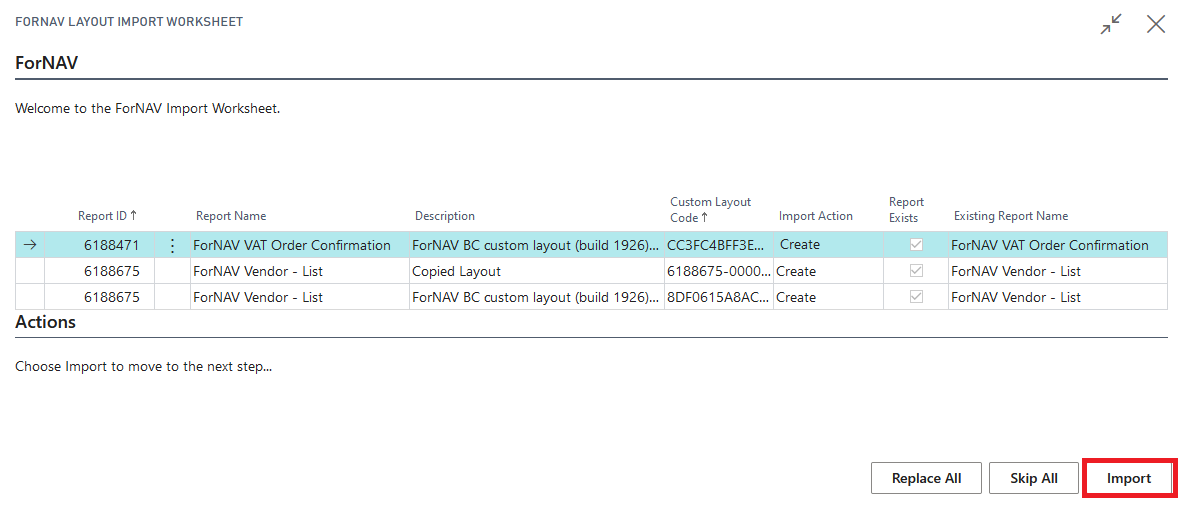 FORNAV LAYOUT IMPORT WORKSHEET
ForNAV
Welcome to the ForNAV Import Worksheet.
Report ID ↑ Report Name Description Custom Layout Code ↑ Import Action Report Exists Existing Report Name
→ 6188471 ⋮ ForNAV VAT Order Confirmation ForNAV BC custom layout (build 1926)... CC3FC4BFF3E... Create ForNAV VAT Order Confirmation
6188675 ForNAV Vendor - List Copied Layout 6188675-0000... Create ForNAV Vendor - List
6188675 ForNAV Vendor - List ForNAV BC custom layout (build 1926)... 8DF0615A8AC... Create ForNAV Vendor - List
Actions
Choose Import to move to the next step...
Replace All Skip All Import